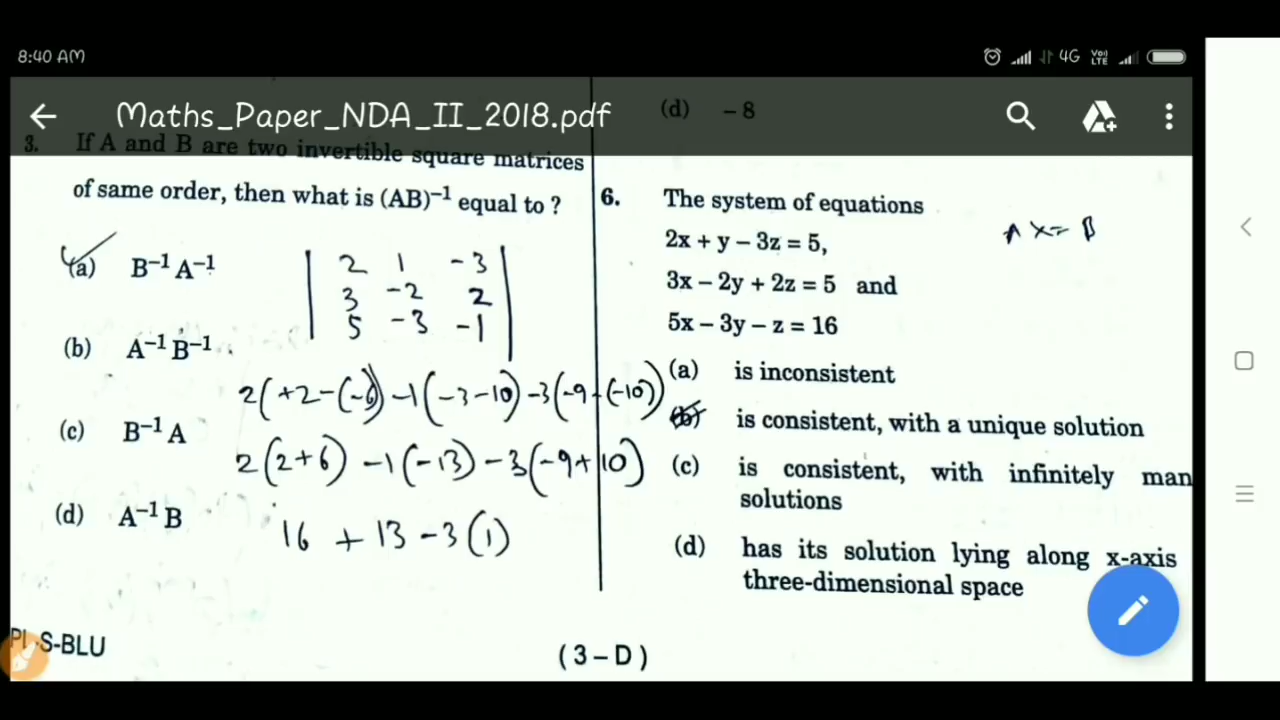 8:40 AM
4G VoD LTE
Maths_Paper_NDA_II_2018.pdf
(d) - 8
3. If A and B are two invertible square matrices
of same order, then what is (AB)⁻¹ equal to ?
(a) B⁻¹ A⁻¹
(b) A⁻¹ B⁻¹
(c) B⁻¹ A
(d) A⁻¹ B
2 1 -3
3 -2 2
5 -3 -1
2(+2-(-6)) -1(-3-10) -3(-9-(-10))
2(2+6) -1(-13) -3(-9+10)
16 + 13 - 3(1)
6. The system of equations
2x + y – 3z = 5,
3x – 2y + 2z = 5 and
5x – 3y – z = 16
A X = B
(a) is inconsistent
(b) is consistent, with a unique solution
(c) is consistent, with infinitely man
solutions
(d) has its solution lying along x-axis
three-dimensional space
S-BLU
( 3 – D )